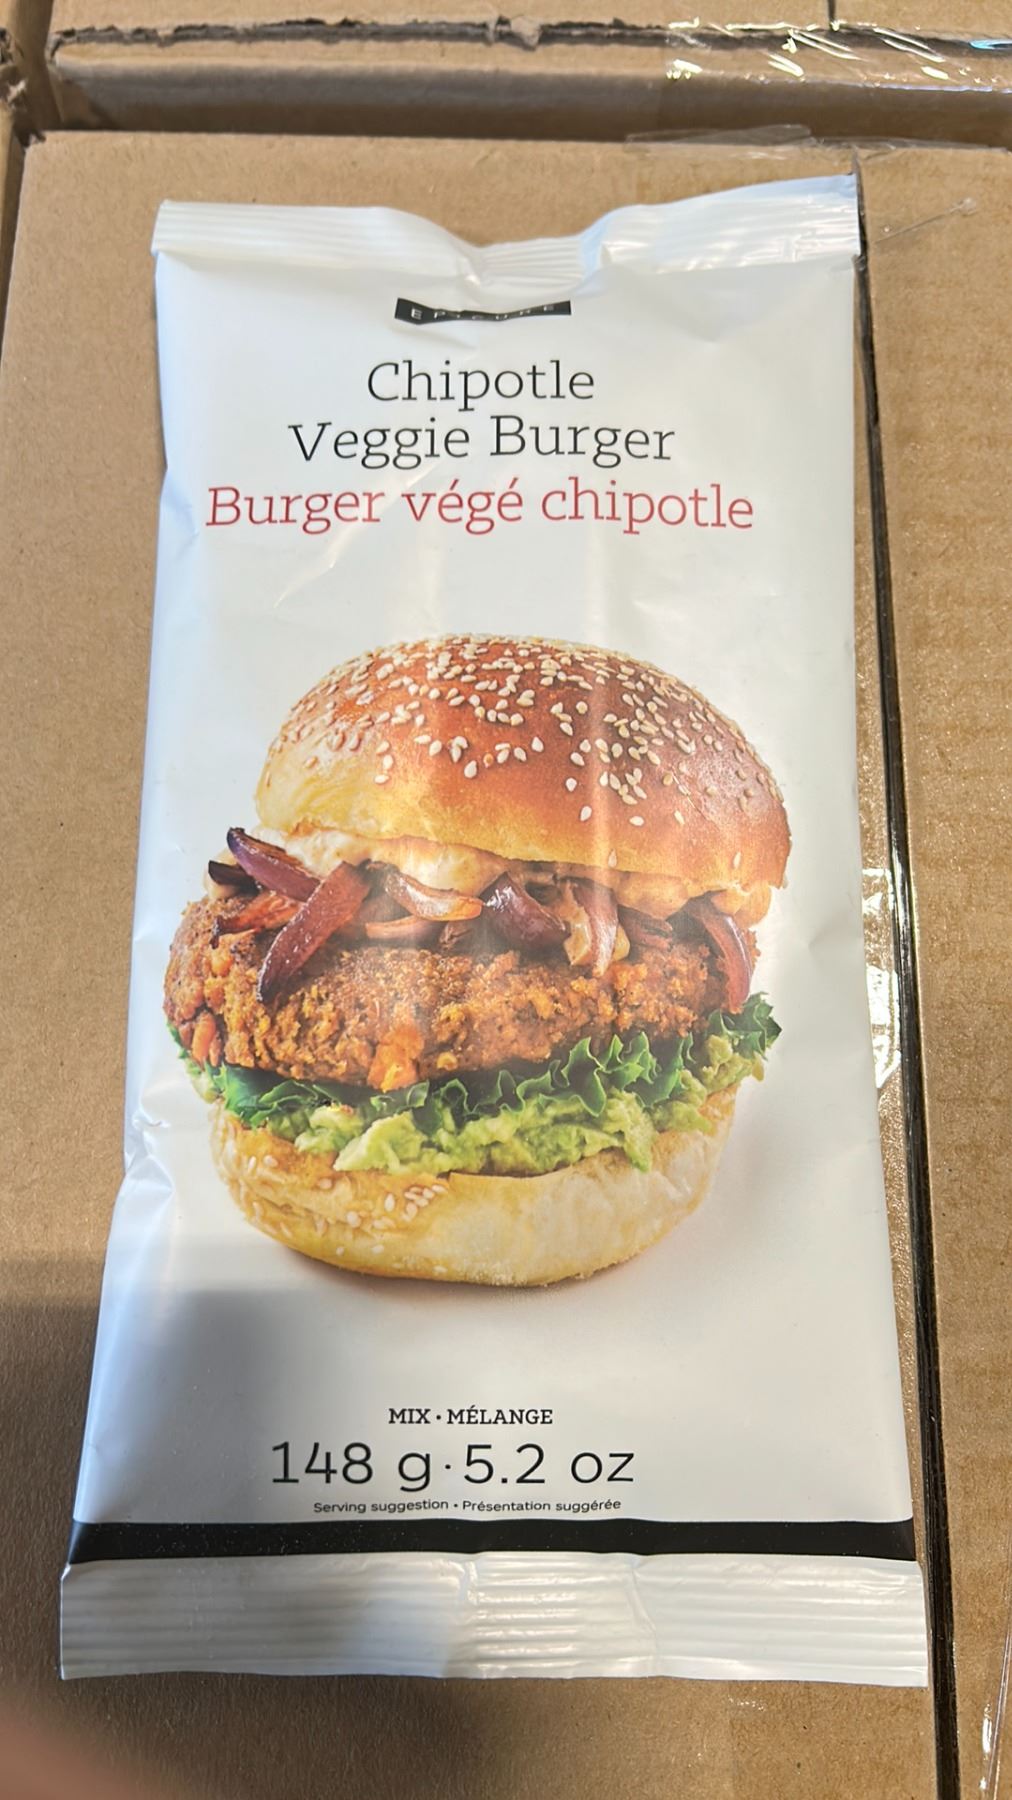 EPICURE
Chipotle
Veggie Burger
Burger végé chipotle
MIX • MÉLANGE
148 g · 5.2 oz
Serving suggestion • Présentation suggérée